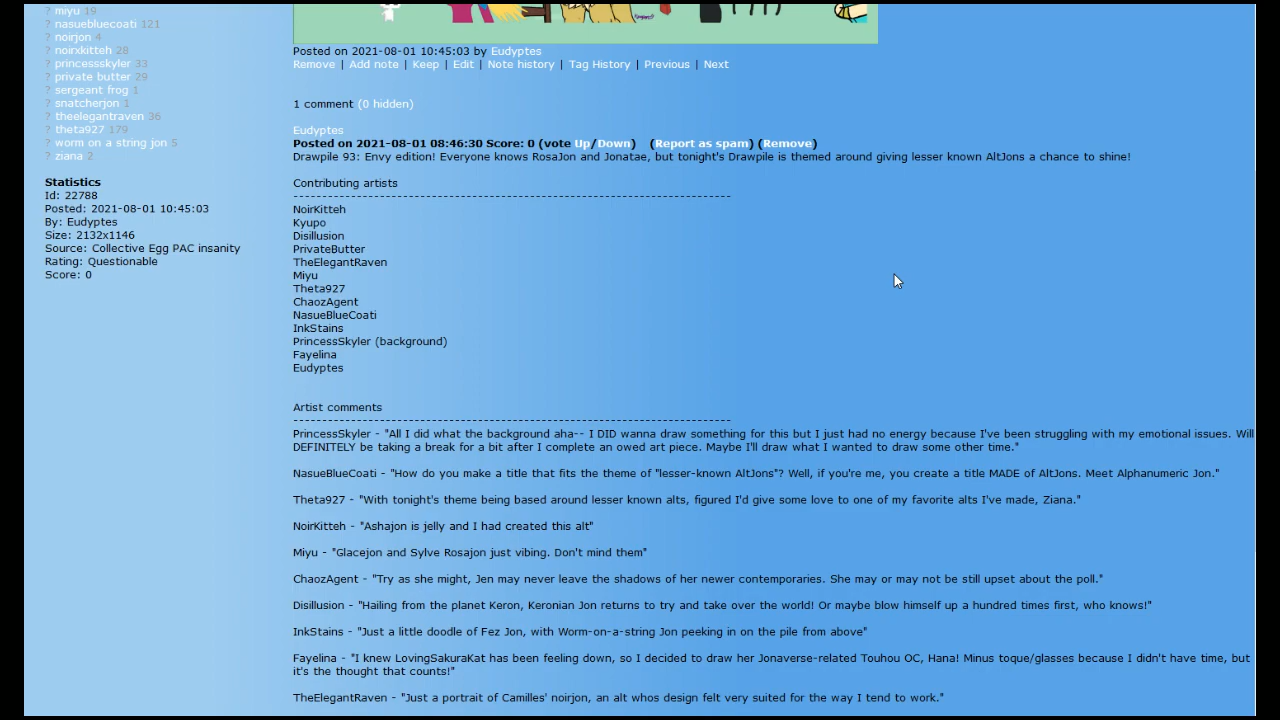 ? miyu 19
? nasuebluecoati 121
? noirjon 4
? noirxkitteh 28
? princessskyler 33
? private butter 29
? sergeant frog 1
? snatcherjon 1
? theelegantraven 36
? theta927 179
? worm on a string jon 5
? ziana 2
Statistics
Id: 22788
Posted: 2021-08-01 10:45:03
By: Eudyptes
Size: 2132x1146
Source: Collective Egg PAC insanity
Rating: Questionable
Score: 0
Posted on 2021-08-01 10:45:03 by Eudyptes
Remove | Add note | Keep | Edit | Note history | Tag History | Previous | Next
1 comment (0 hidden)
Eudyptes
Posted on 2021-08-01 08:46:30 Score: 0 (vote Up/Down) (Report as spam) (Remove)
Drawpile 93: Envy edition! Everyone knows RosaJon and Jonatae, but tonight's Drawpile is themed around giving lesser known AltJons a chance to shine!
Contributing artists
--------------------------------------------------------------------------------
NoirKitteh
Kyupo
Disillusion
PrivateButter
TheElegantRaven
Miyu
Theta927
ChaozAgent
NasueBlueCoati
InkStains
PrincessSkyler (background)
Fayelina
Eudyptes
Artist comments
--------------------------------------------------------------------------------
PrincessSkyler - "All I did what the background aha-- I DID wanna draw something for this but I just had no energy because I've been struggling with my emotional issues. Will
DEFINITELY be taking a break for a bit after I complete an owed art piece. Maybe I'll draw what I wanted to draw some other time."
NasueBlueCoati - "How do you make a title that fits the theme of "lesser-known AltJons"? Well, if you're me, you create a title MADE of AltJons. Meet Alphanumeric Jon."
Theta927 - "With tonight's theme being based around lesser known alts, figured I'd give some love to one of my favorite alts I've made, Ziana."
NoirKitteh - "Ashajon is jelly and I had created this alt"
Miyu - "Glacejon and Sylve Rosajon just vibing. Don't mind them"
ChaozAgent - "Try as she might, Jen may never leave the shadows of her newer contemporaries. She may or may not be still upset about the poll."
Disillusion - "Hailing from the planet Keron, Keronian Jon returns to try and take over the world! Or maybe blow himself up a hundred times first, who knows!"
InkStains - "Just a little doodle of Fez Jon, with Worm-on-a-string Jon peeking in on the pile from above"
Fayelina - "I knew LovingSakuraKat has been feeling down, so I decided to draw her Jonaverse-related Touhou OC, Hana! Minus toque/glasses because I didn't have time, but
it's the thought that counts!"
TheElegantRaven - "Just a portrait of Camilles' noirjon, an alt whos design felt very suited for the way I tend to work."